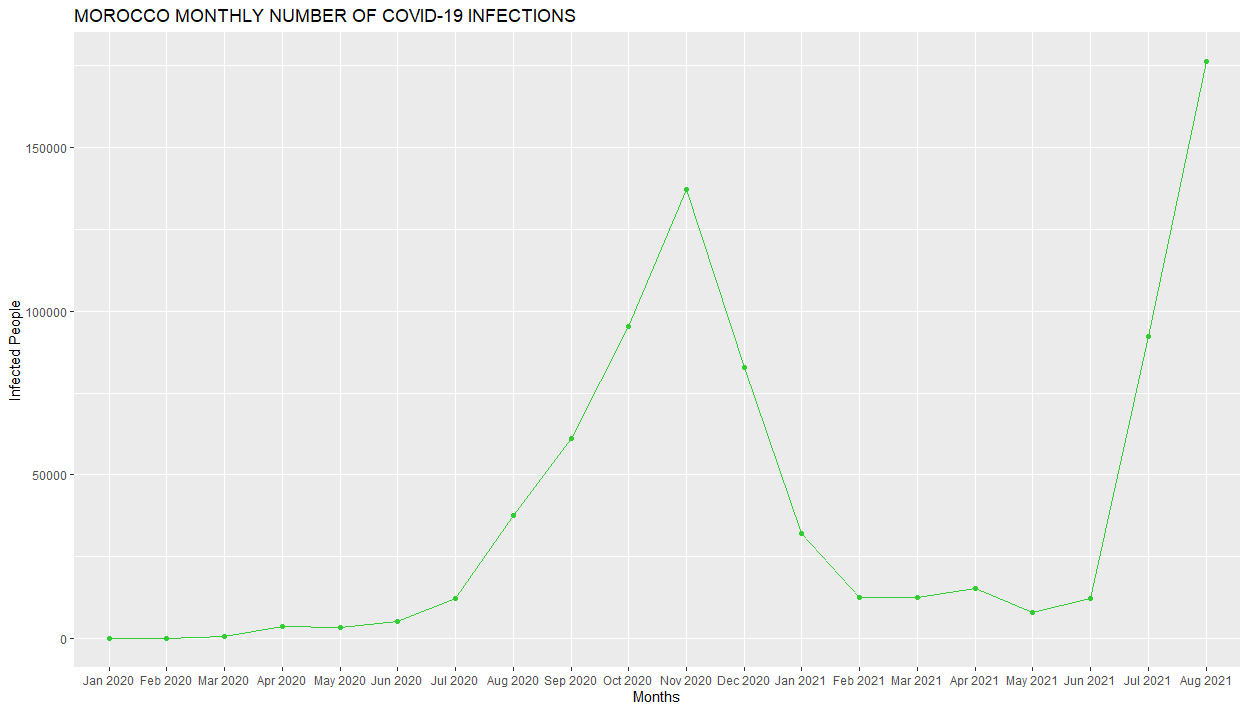 MOROCCO MONTHLY NUMBER OF COVID-19 INFECTIONS
Infected People
150000
100000
50000
0
Jan 2020 Feb 2020 Mar 2020 Apr 2020 May 2020 Jun 2020 Jul 2020 Aug 2020 Sep 2020 Oct 2020 Nov 2020 Dec 2020 Jan 2021 Feb 2021 Mar 2021 Apr 2021 May 2021 Jun 2021 Jul 2021 Aug 2021
Months